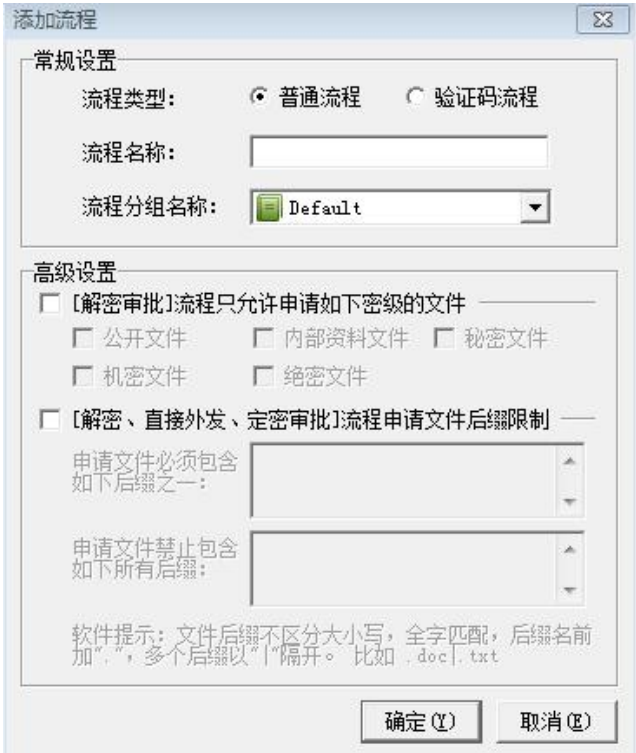 添加流程
常规设置
流程类型： 普通流程 验证码流程
流程名称：
流程分组名称： Default
高级设置
[解密审批]流程只允许申请如下密级的文件
公开文件 内部资料文件 秘密文件
机密文件 绝密文件
[解密、直接外发、定密审批]流程申请文件后缀限制
申请文件必须包含
如下后缀之一：
申请文件禁止包含
如下所有后缀：
软件提示：文件后缀不区分大小写，全字匹配，后缀名前
加"."，多个后缀以"|"隔开。 比如 .doc|.txt
确定(Y) 取消(E)